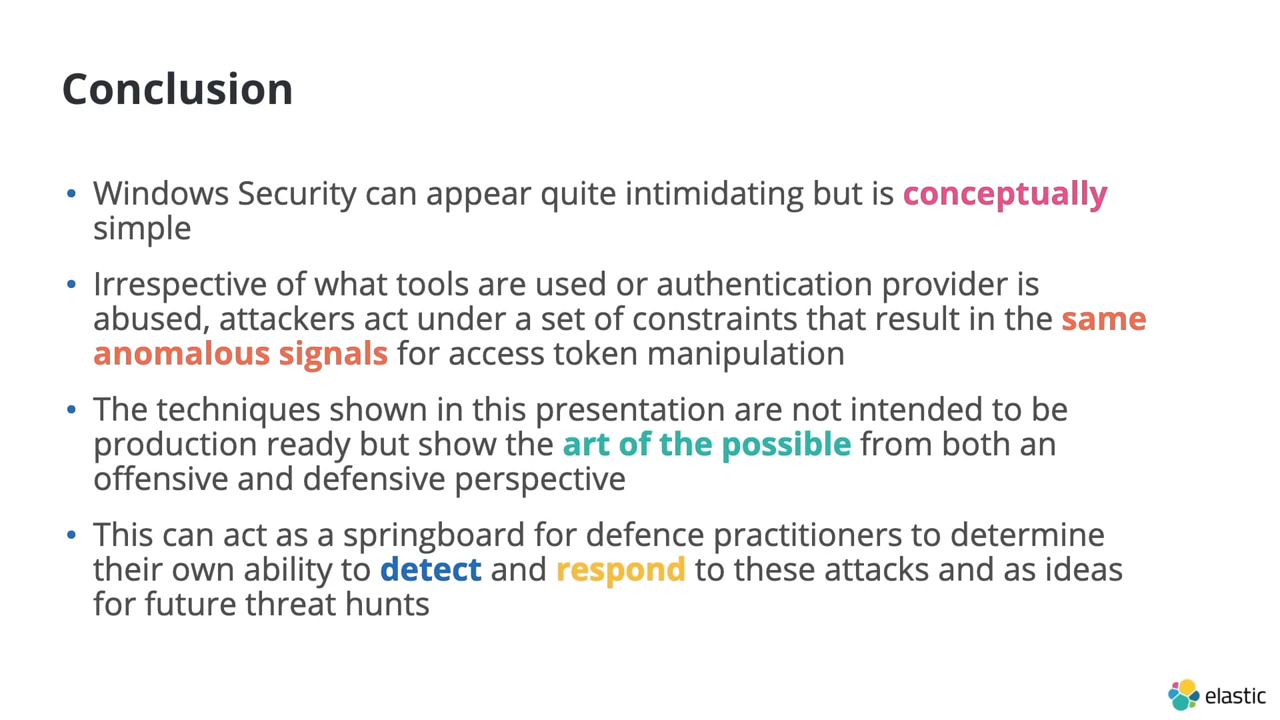 Conclusion
• Windows Security can appear quite intimidating but is conceptually
simple
• Irrespective of what tools are used or authentication provider is
abused, attackers act under a set of constraints that result in the same
anomalous signals for access token manipulation
• The techniques shown in this presentation are not intended to be
production ready but show the art of the possible from both an
offensive and defensive perspective
• This can act as a springboard for defence practitioners to determine
their own ability to detect and respond to these attacks and as ideas
for future threat hunts
elastic